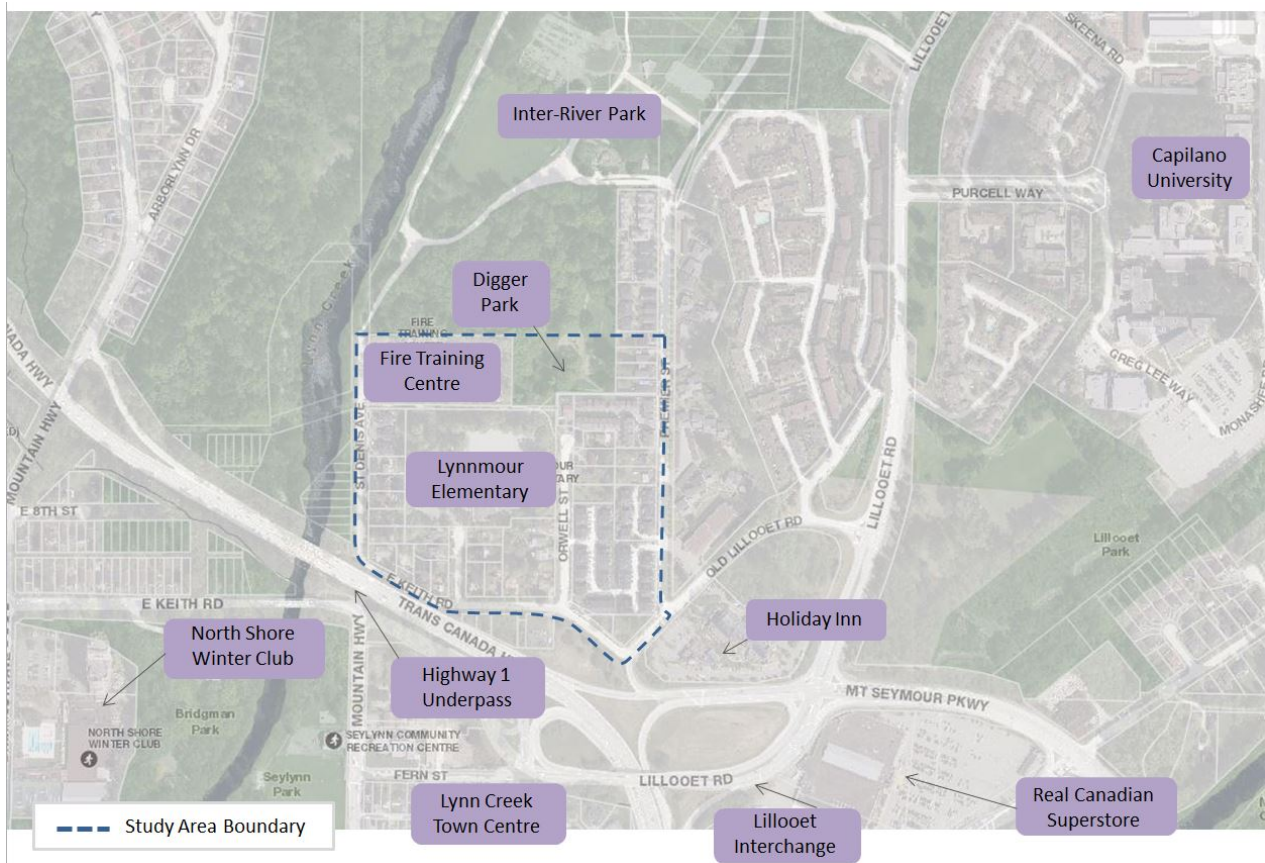 SKEENA RD
LILLOOET
Inter-River Park
Capilano
University
ARBORLYNN DR
PURCELL WAY
Lynn Creek
Digger
Park
FIRE
TRAINING
Fire Training
Centre
GREG LEE WAY
MOUNTAIN HWY
ST DENIS AVE
Lynnmour
Elementary
ORWELL ST
LILLOOET RD
E 8TH ST
OLD LILLOOET RD
Lillooet
Park
E KEITH RD
E KEITH RD
TRANS CANADA
Holiday Inn
North Shore
Winter Club
MOUNTAIN HWY
Highway 1
Underpass
MT SEYMOUR PKWY
Bridgman
Park
NORTH SHORE
WINTER CLUB
SEYLYNN COMMUNITY
RECREATION CENTRE
Seylynn
Park
FERN ST
LILLOOET RD
Lynn Creek
Town Centre
Lillooet
Interchange
Real Canadian
Superstore
Study Area Boundary